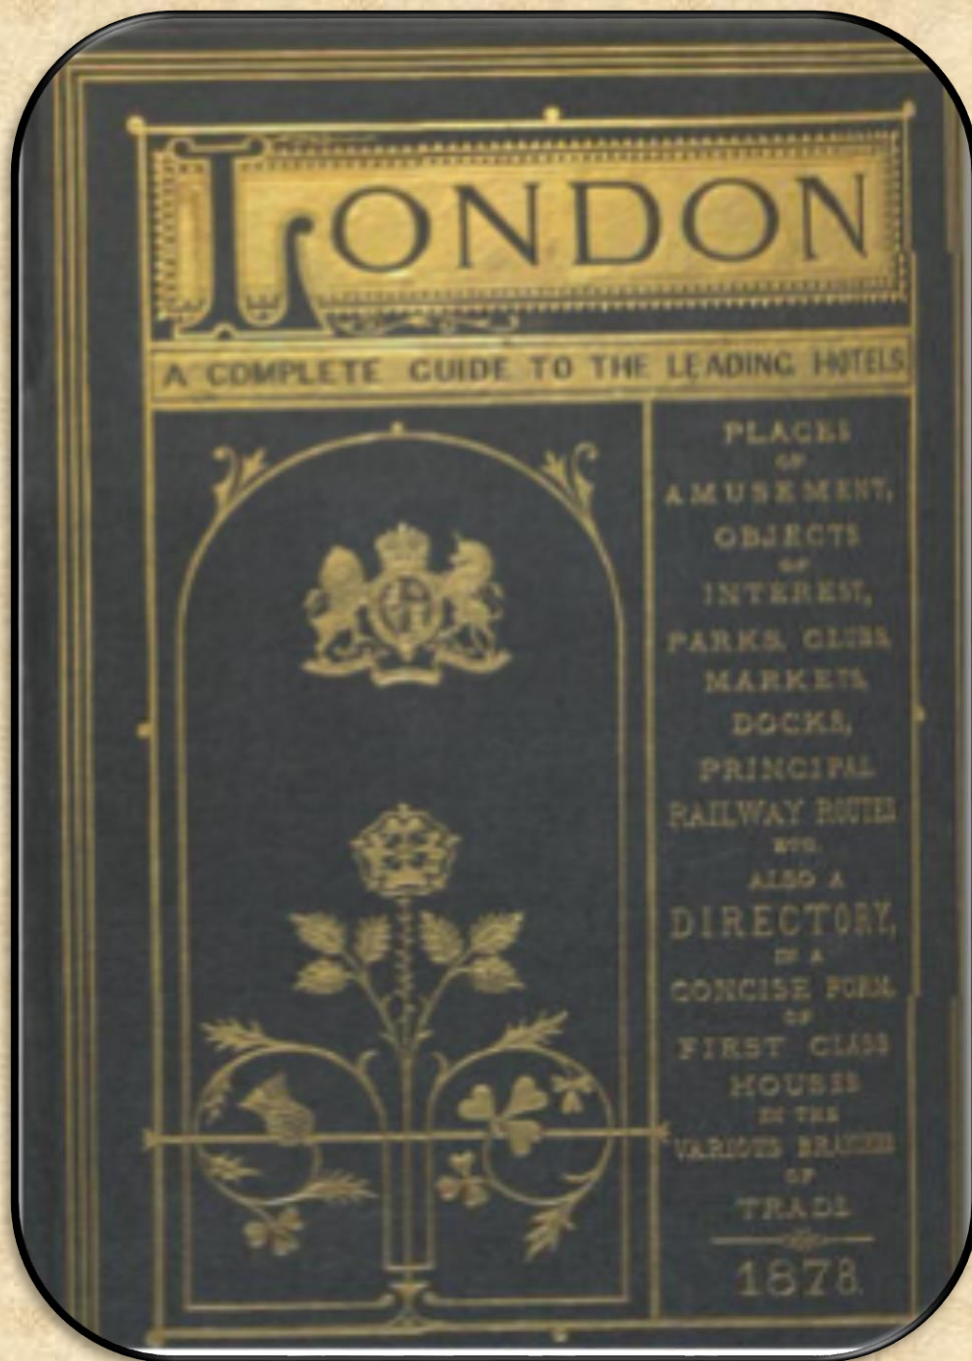 LONDON
A COMPLETE GUIDE TO THE LEADING HOTELS
PLACES
OF
AMUSEMENT,
OBJECTS
OF
INTEREST,
PARKS, CLUBS,
MARKETS,
DOCKS,
PRINCIPAL
RAILWAY ROUTES
ETC.
ALSO A
DIRECTORY,
IN A
CONCISE FORM,
OF
FIRST CLASS
HOUSES
IN THE
VARIOUS BRANCHES
OF
TRADE
1878.